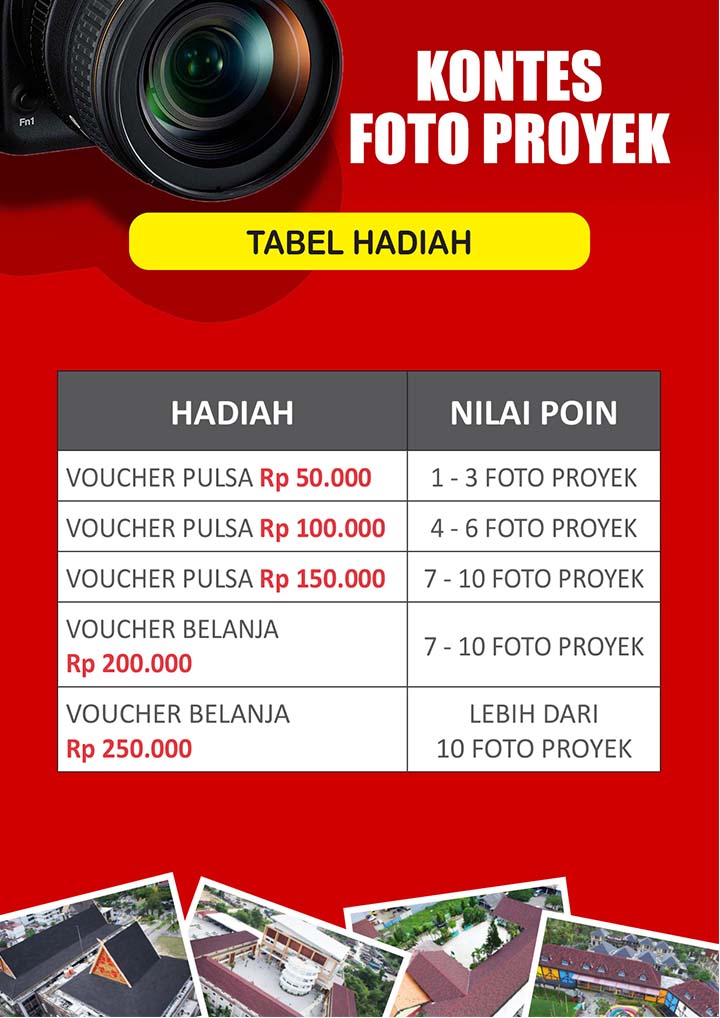 Fn1
KONTES
FOTO PROYEK
TABEL HADIAH
HADIAH NILAI POIN
VOUCHER PULSA Rp 50.000 1 - 3 FOTO PROYEK
VOUCHER PULSA Rp 100.000 4 - 6 FOTO PROYEK
VOUCHER PULSA Rp 150.000 7 - 10 FOTO PROYEK
VOUCHER BELANJA
Rp 200.000
7 - 10 FOTO PROYEK
VOUCHER BELANJA
Rp 250.000
LEBIH DARI
10 FOTO PROYEK